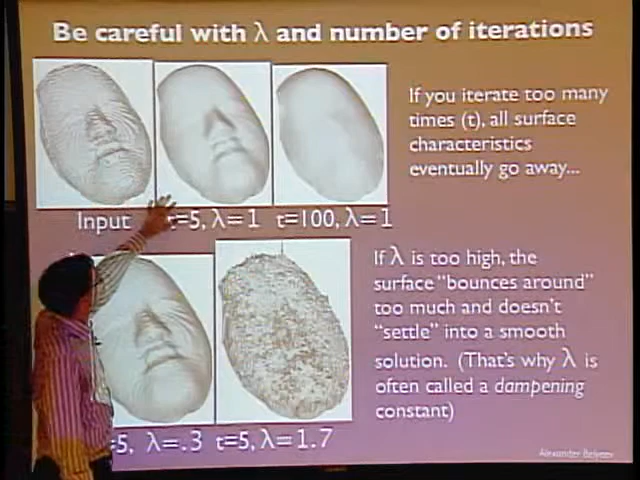 Be careful with λ and number of iterations
If you iterate too many
times (t), all surface
characteristics
eventually go away...
Input t=5, λ=1 t=100, λ=1
If λ is too high, the
surface "bounces around"
too much and doesn't
"settle" into a smooth
solution. (That's why λ is
often called a dampening
constant)
=5, λ=.3 t=5, λ=1.7
Alexander Belyaev